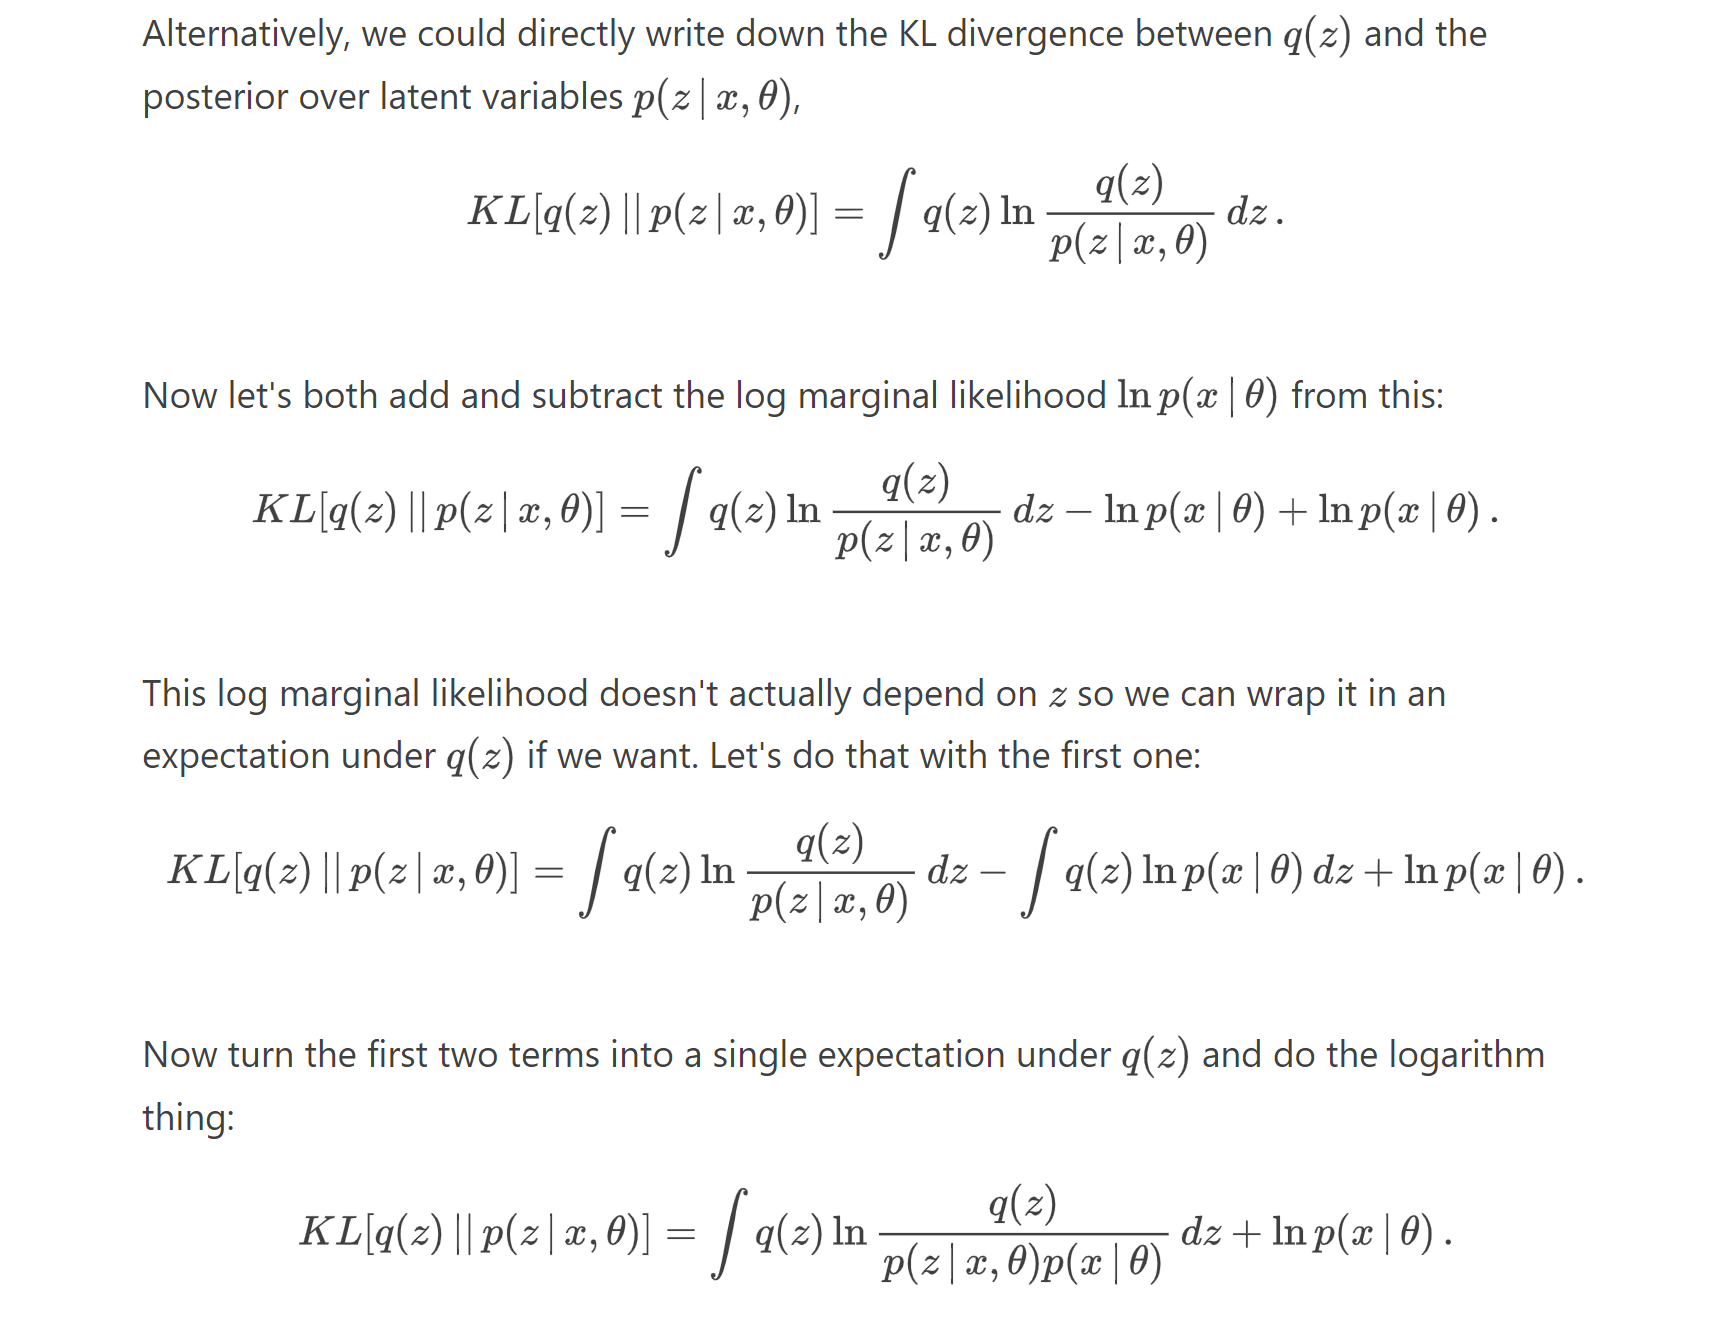 Alternatively, we could directly write down the KL divergence between q(z) and the
posterior over latent variables p(z | x, θ),
KL[q(z) || p(z | x, θ)] = ∫ q(z) ln \frac{q(z)}{p(z | x, θ)} dz .
Now let's both add and subtract the log marginal likelihood ln p(x | θ) from this:
KL[q(z) || p(z | x, θ)] = ∫ q(z) ln \frac{q(z)}{p(z | x, θ)} dz − ln p(x | θ) + ln p(x | θ) .
This log marginal likelihood doesn't actually depend on z so we can wrap it in an
expectation under q(z) if we want. Let's do that with the first one:
KL[q(z) || p(z | x, θ)] = ∫ q(z) ln \frac{q(z)}{p(z | x, θ)} dz − ∫ q(z) ln p(x | θ) dz + ln p(x | θ) .
Now turn the first two terms into a single expectation under q(z) and do the logarithm
thing:
KL[q(z) || p(z | x, θ)] = ∫ q(z) ln \frac{q(z)}{p(z | x, θ)p(x | θ)} dz + ln p(x | θ) .